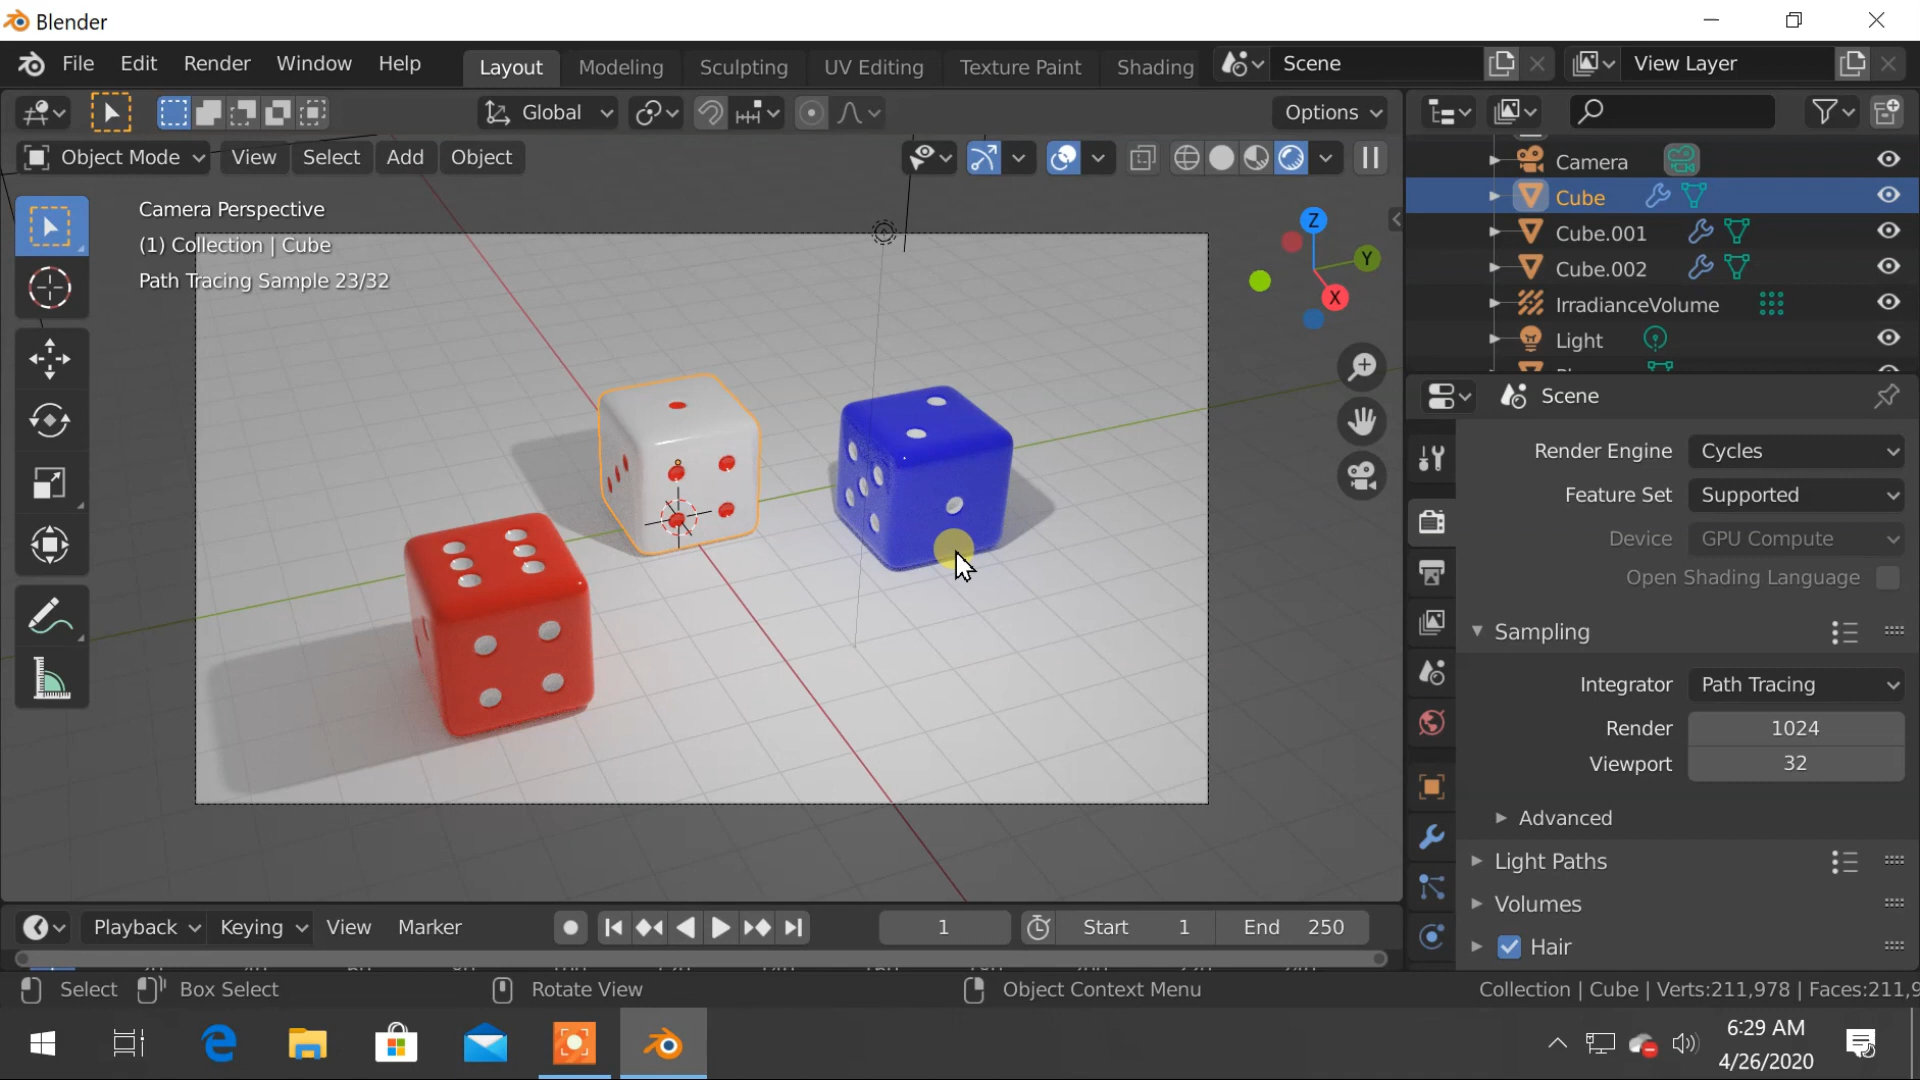 Blender
File Edit Render Window Help Layout Modeling Sculpting UV Editing Texture Paint Shading Scene View Layer
Global Options
Object Mode View Select Add Object
Camera Perspective
(1) Collection | Cube
Path Tracing Sample 23/32
Z
Y
X
Camera
Cube
Cube.001
Cube.002
IrradianceVolume
Light
Scene
Render Engine Cycles
Feature Set Supported
Device GPU Compute
Open Shading Language
Sampling
Integrator Path Tracing
Render 1024
Viewport 32
Advanced
Light Paths
Volumes
Hair
Playback Keying View Marker 1 Start 1 End 250
Select Box Select Rotate View Object Context Menu Collection | Cube | Verts:211,978 | Faces:211,9
6:29 AM
4/26/2020